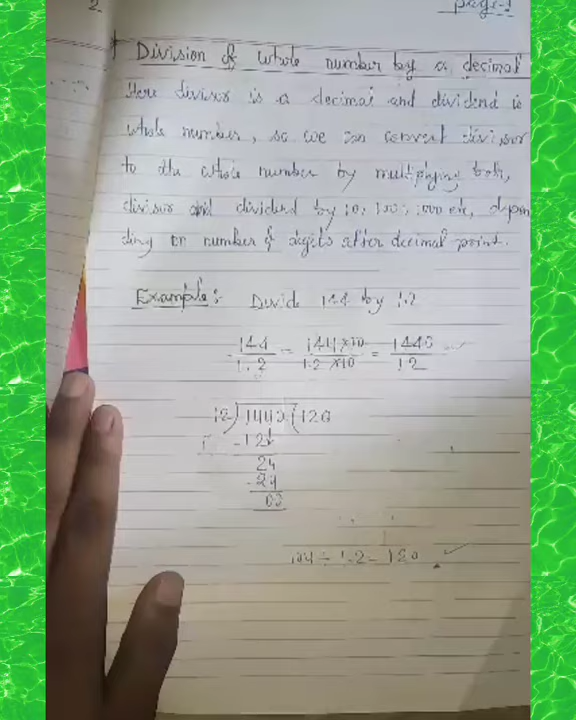 2
page-1
Division of whole number by a decimal
Here divisor is a decimal and dividend is
whole number, so we can convert divisor
to the whole number by multiplying both,
divisor and dividend by 10, 100, 1000 etc, depen
ding on number of digits after decimal point.
Example: Divide 144 by 1.2
144/1.2 = 144×10/1.2×10 = 1440/12
12)1440(120
-12
24
-24
00
144 ÷ 1.2 = 120